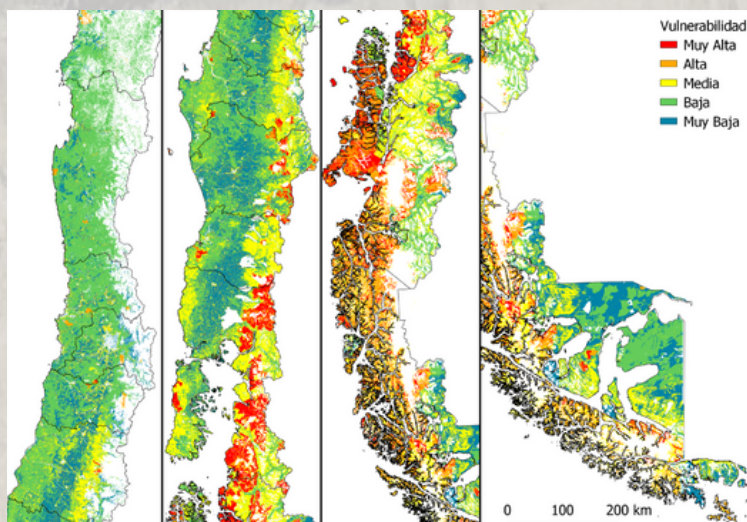 Vulnerabilidad
Muy Alta
Alta
Media
Baja
Muy Baja
0 100 200 km